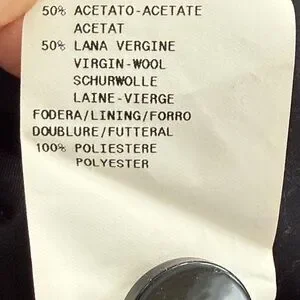 50% ACETATO-ACETATE
ACETAT
50% LANA VERGINE
VIRGIN-WOOL
SCHURWOLLE
LAINE-VIERGE
FODERA/LINING/FORRO
DOUBLURE/FUTTERAL
100% POLIESTERE
POLYESTER